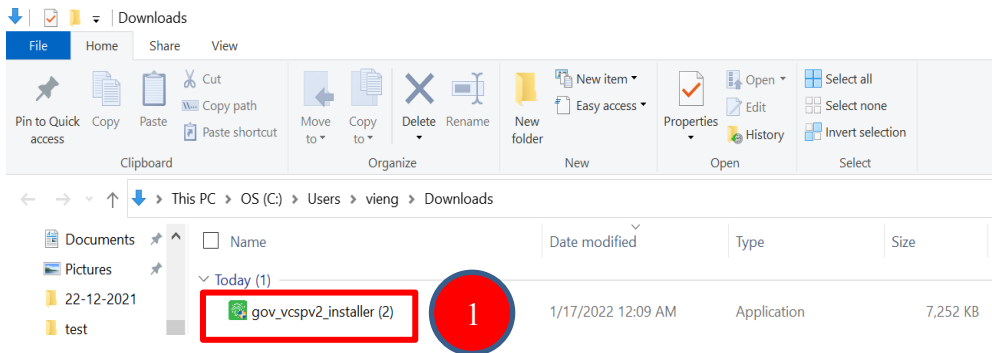 Downloads
File Home Share View
Pin to Quick access
Copy
Paste
Cut
Copy path
Paste shortcut
Clipboard
Move to
Copy to
Delete
Rename
Organize
New folder
New item
Easy access
New
Properties
Open
Edit
History
Open
Select all
Select none
Invert selection
Select
This PC > OS (C:) > Users > vieng > Downloads
Documents
Pictures
22-12-2021
test
Name Date modified Type Size
Today (1)
gov_vcspv2_installer (2) 1 1/17/2022 12:09 AM Application 7,252 KB